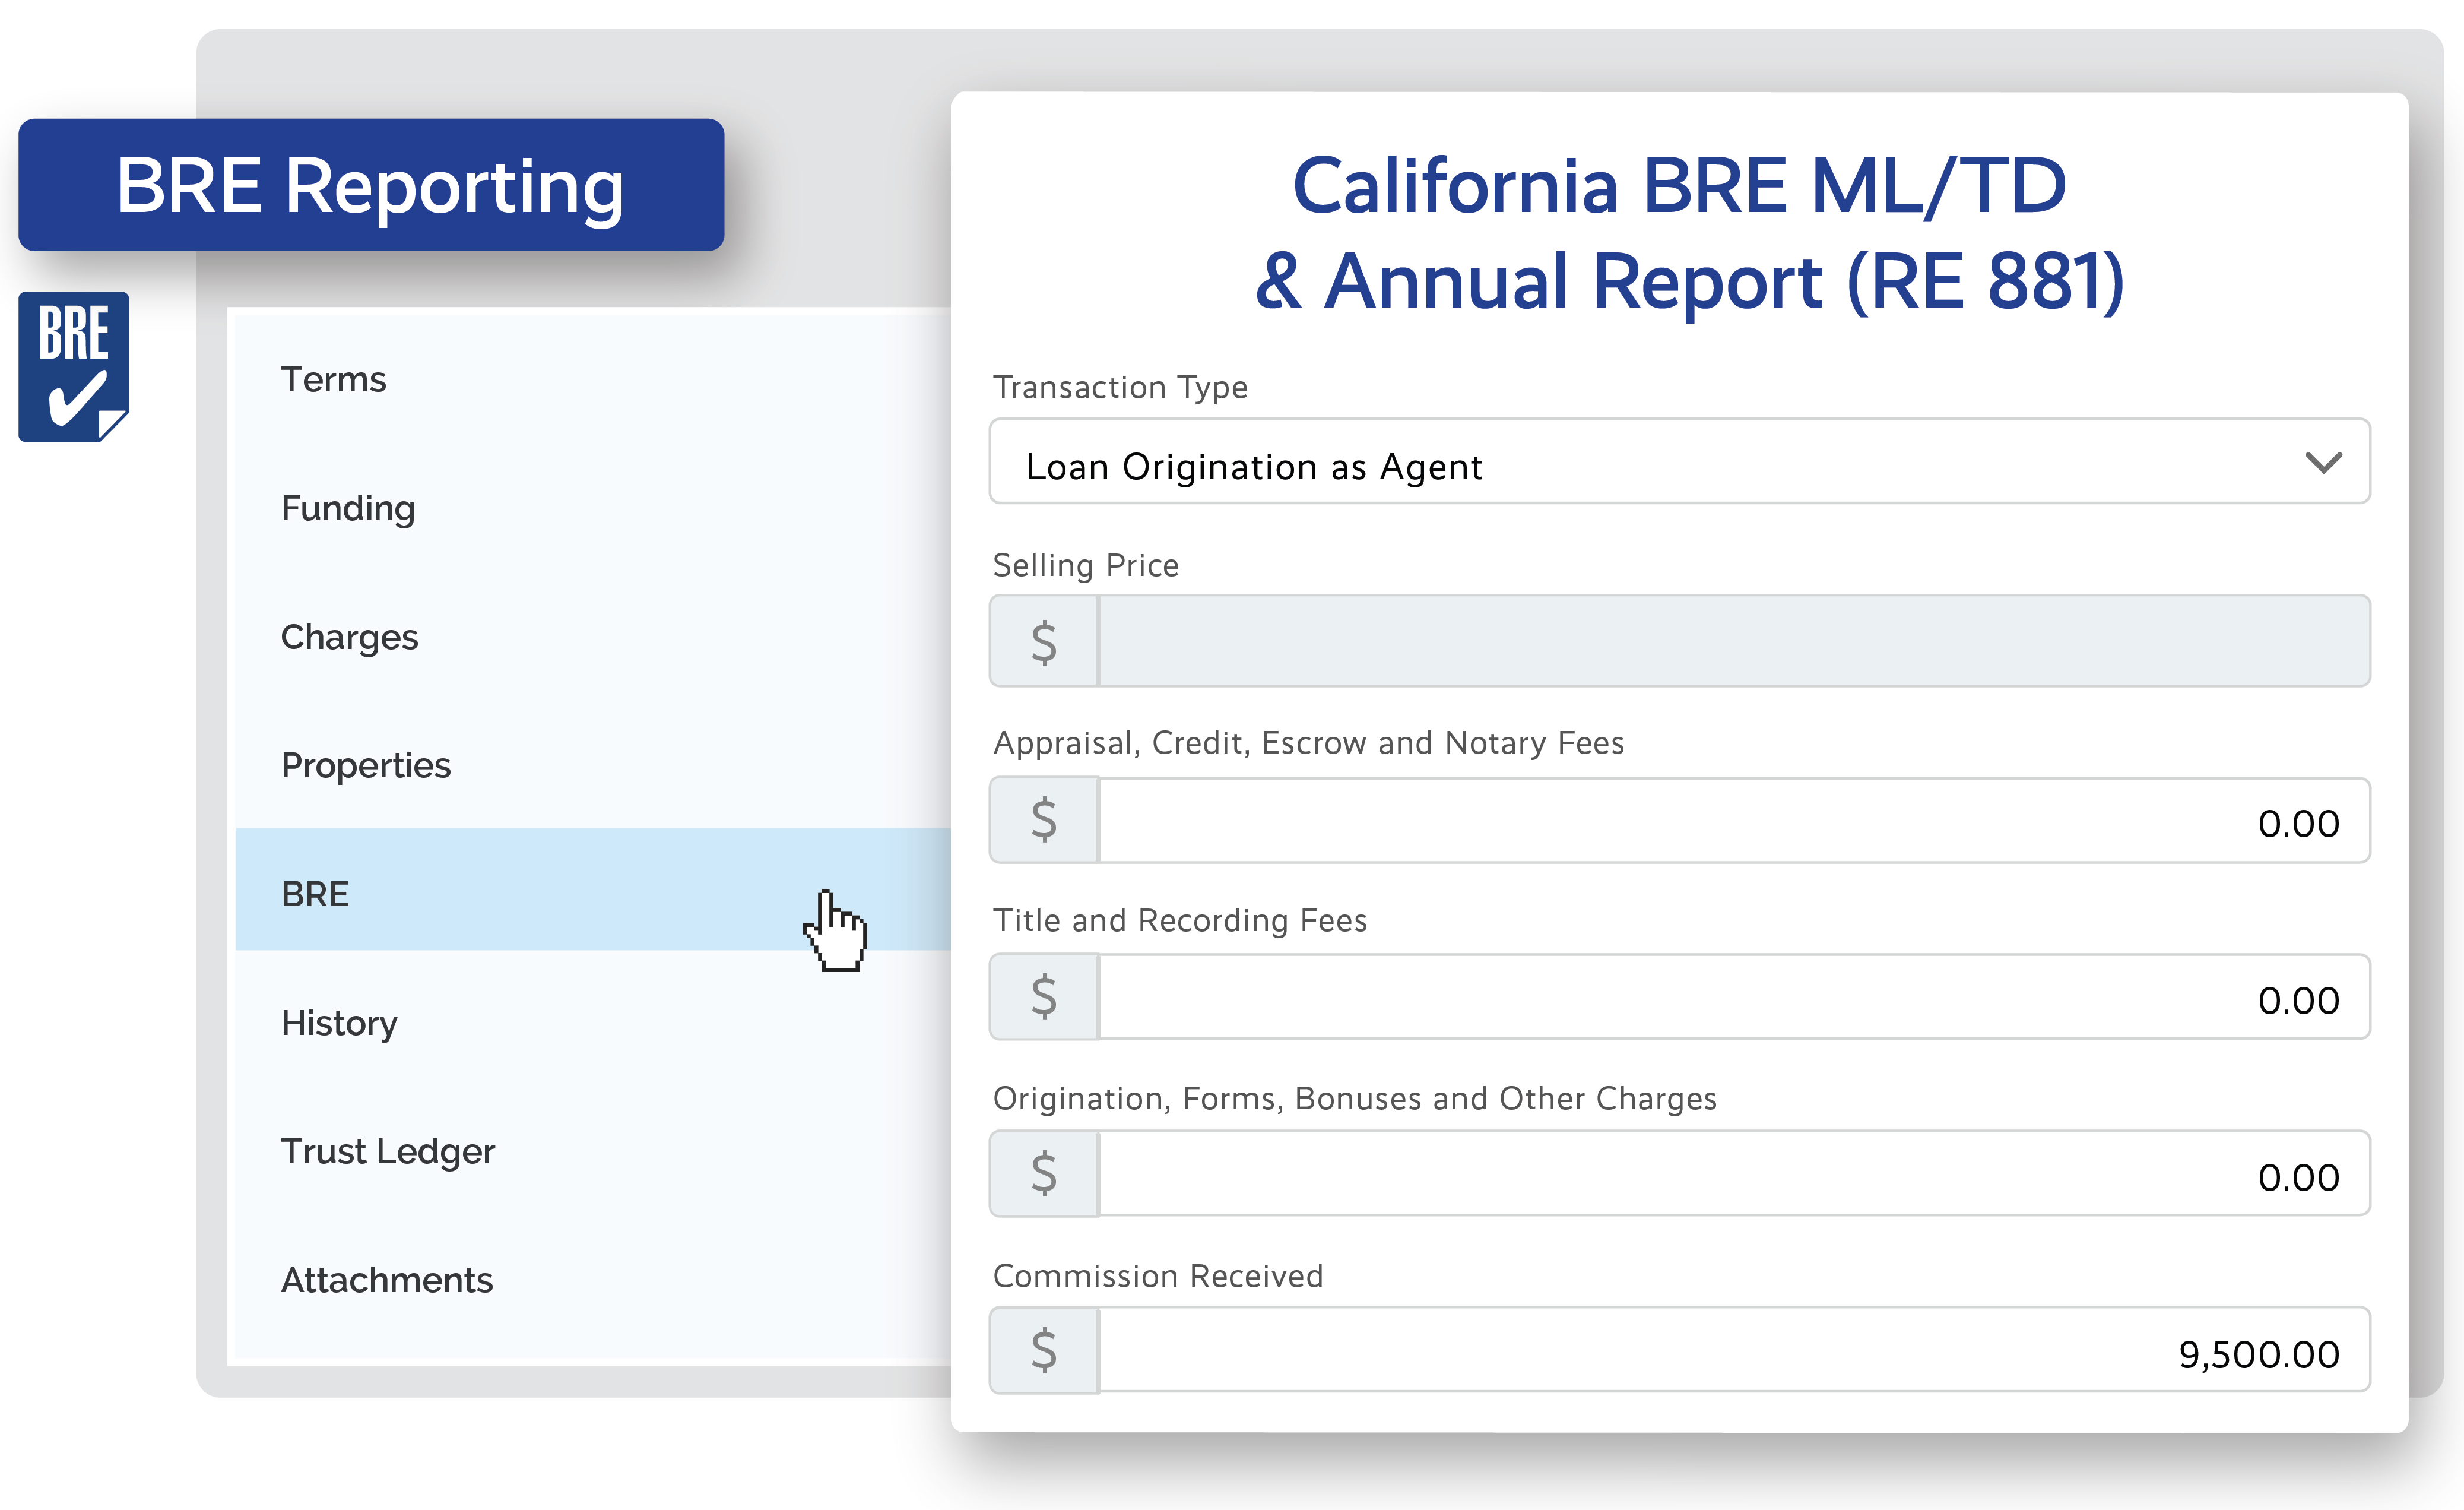 BRE Reporting
BRE
Terms
Funding
Charges
Properties
BRE
History
Trust Ledger
Attachments
California BRE ML/TD
& Annual Report (RE 881)
Transaction Type
Loan Origination as Agent
Selling Price
$
Appraisal, Credit, Escrow and Notary Fees
$ 0.00
Title and Recording Fees
$ 0.00
Origination, Forms, Bonuses and Other Charges
$ 0.00
Commission Received
$ 9,500.00